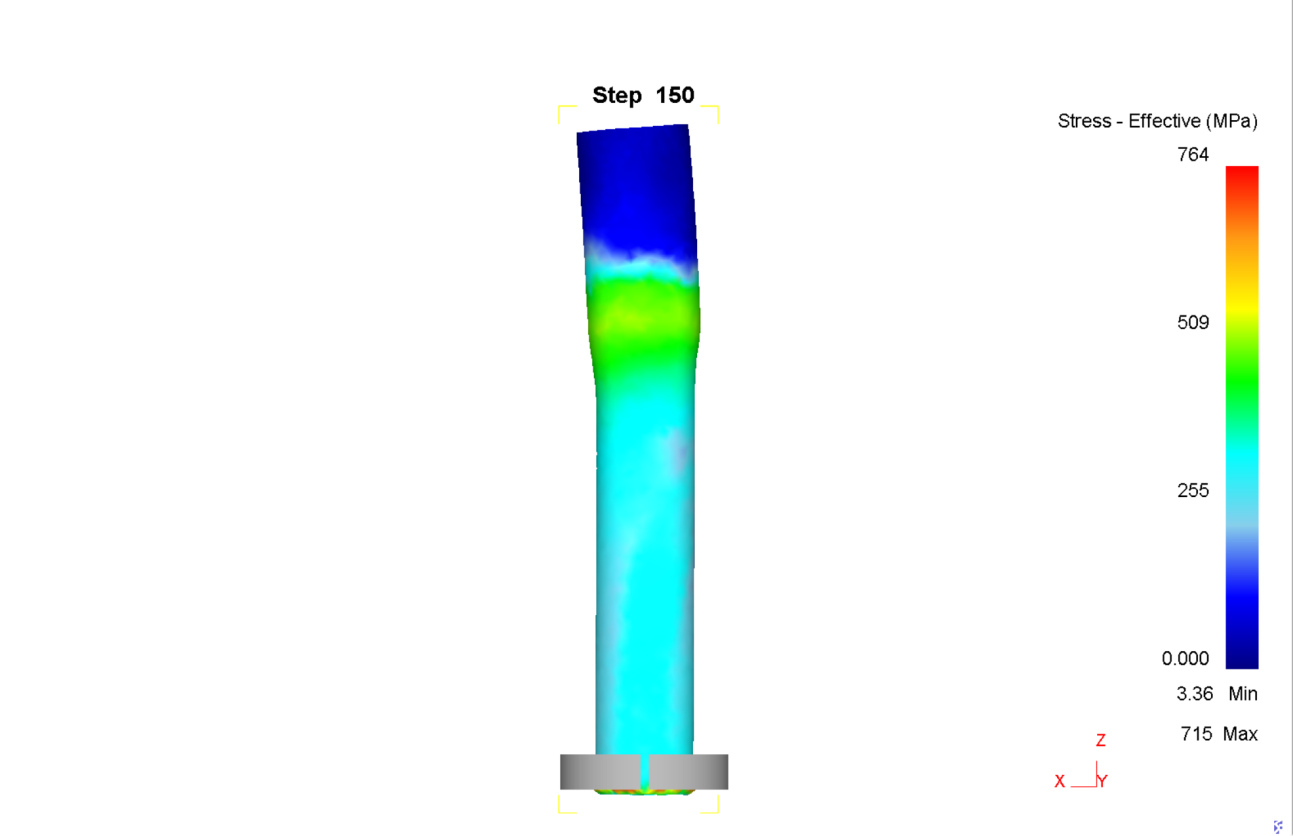 Step 150
Stress - Effective (MPa)
764
509
255
0.000
3.36 Min
715 Max
Z
X
Y